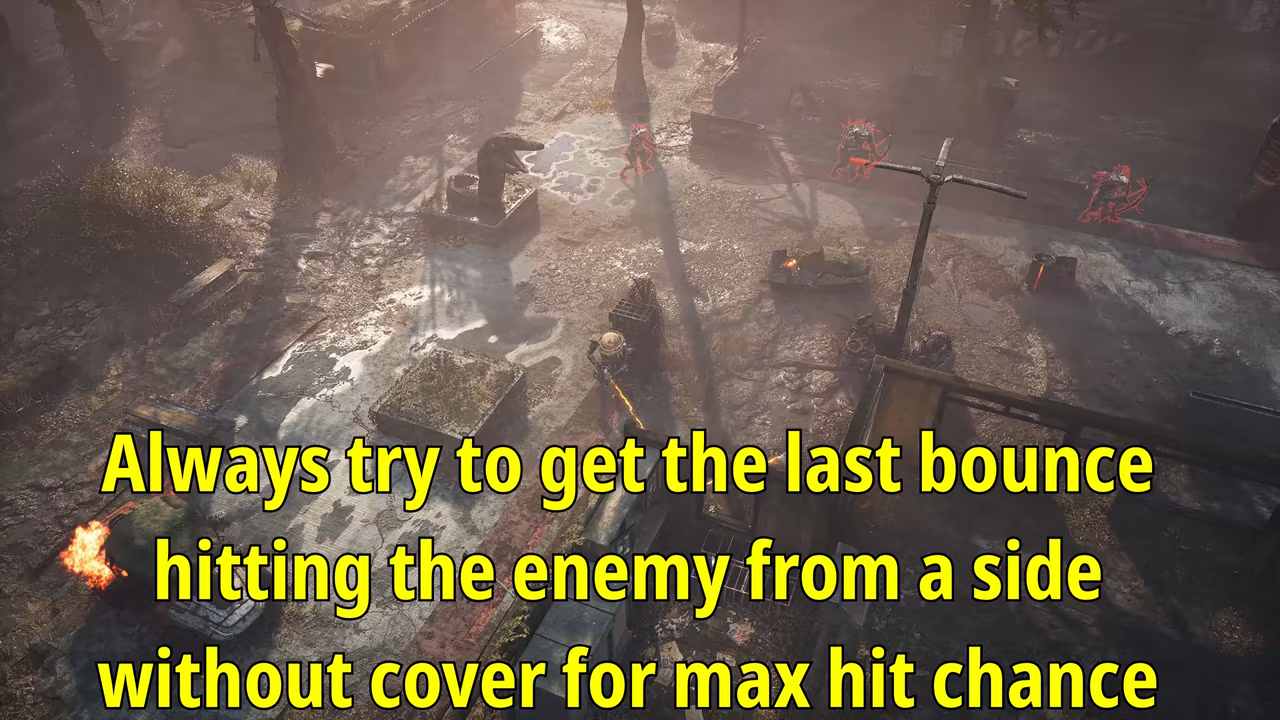 Always try to get the last bounce
hitting the enemy from a side
without cover for max hit chance